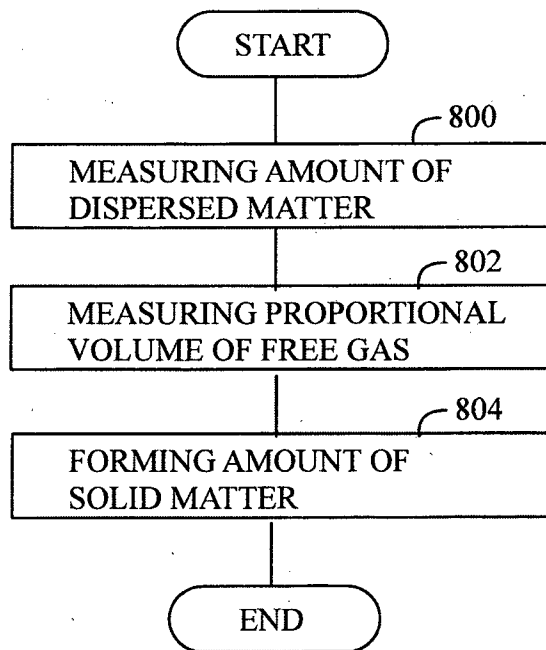 START
800
MEASURING AMOUNT OF
DISPERSED MATTER
802
MEASURING PROPORTIONAL
VOLUME OF FREE GAS
804
FORMING AMOUNT OF
SOLID MATTER
END